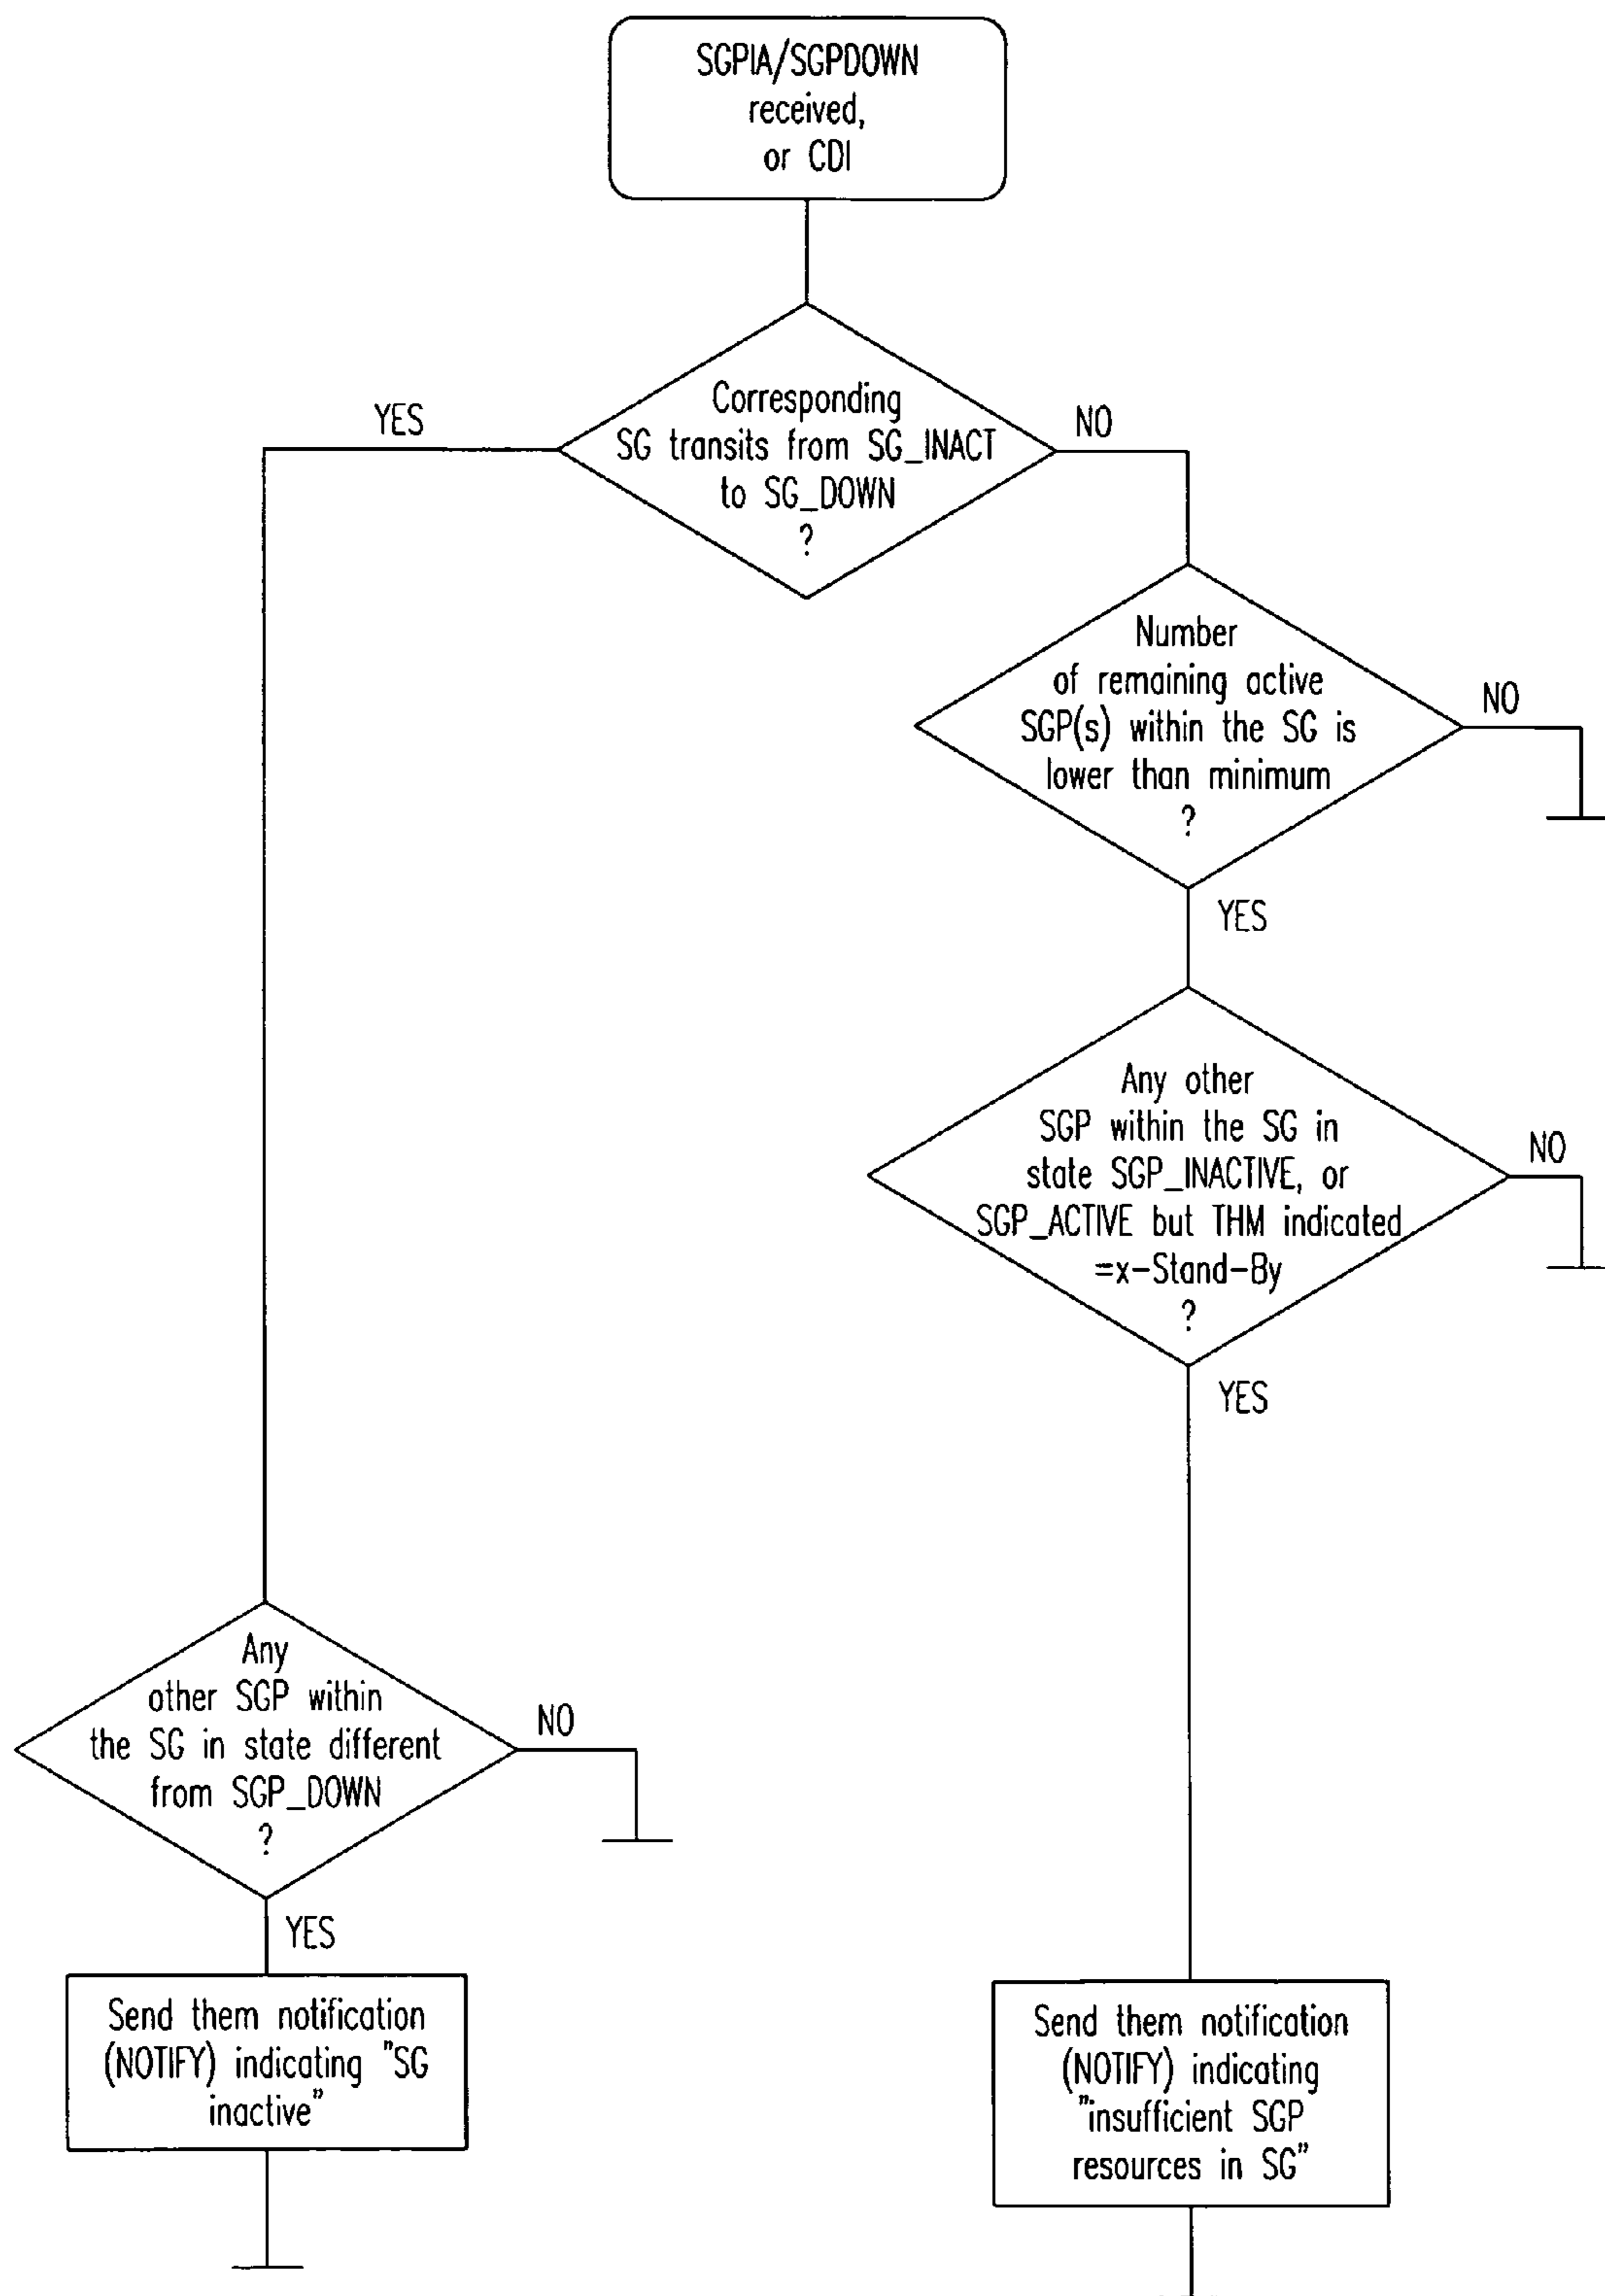 SGPIA/SGPDOWN
received,
or CDI
Corresponding
SG transits from SG_INACT
to SG_DOWN
?
YES
NO
Number
of remaining active
SGP(s) within the SG is
lower than minimum
?
NO
YES
Any other
SGP within the SG in
state SGP_INACTIVE, or
SGP_ACTIVE but THM indicated
=x-Stand-By
?
NO
YES
Any
other SGP within
the SG in state different
from SGP_DOWN
?
NO
YES
Send them notification
(NOTIFY) indicating "SG
inactive"
Send them notification
(NOTIFY) indicating
"insufficient SGP
resources in SG"